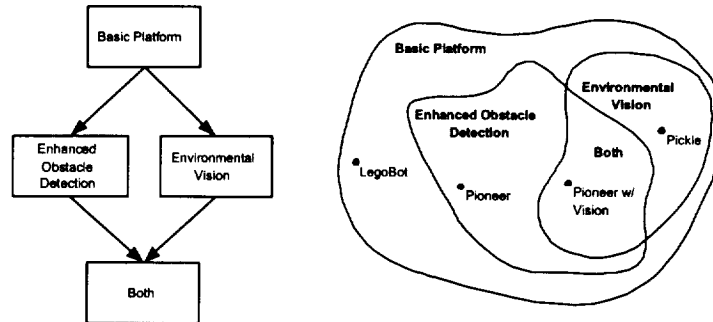 Basic Platform
Enhanced
Obstacle
Detection
Environmental
Vision
Both
Basic Platform
Environmental
Vision
Enhanced Obstacle
Detection
Both
Pickle
LegoBot
Pioneer
Pioneer w/
Vision